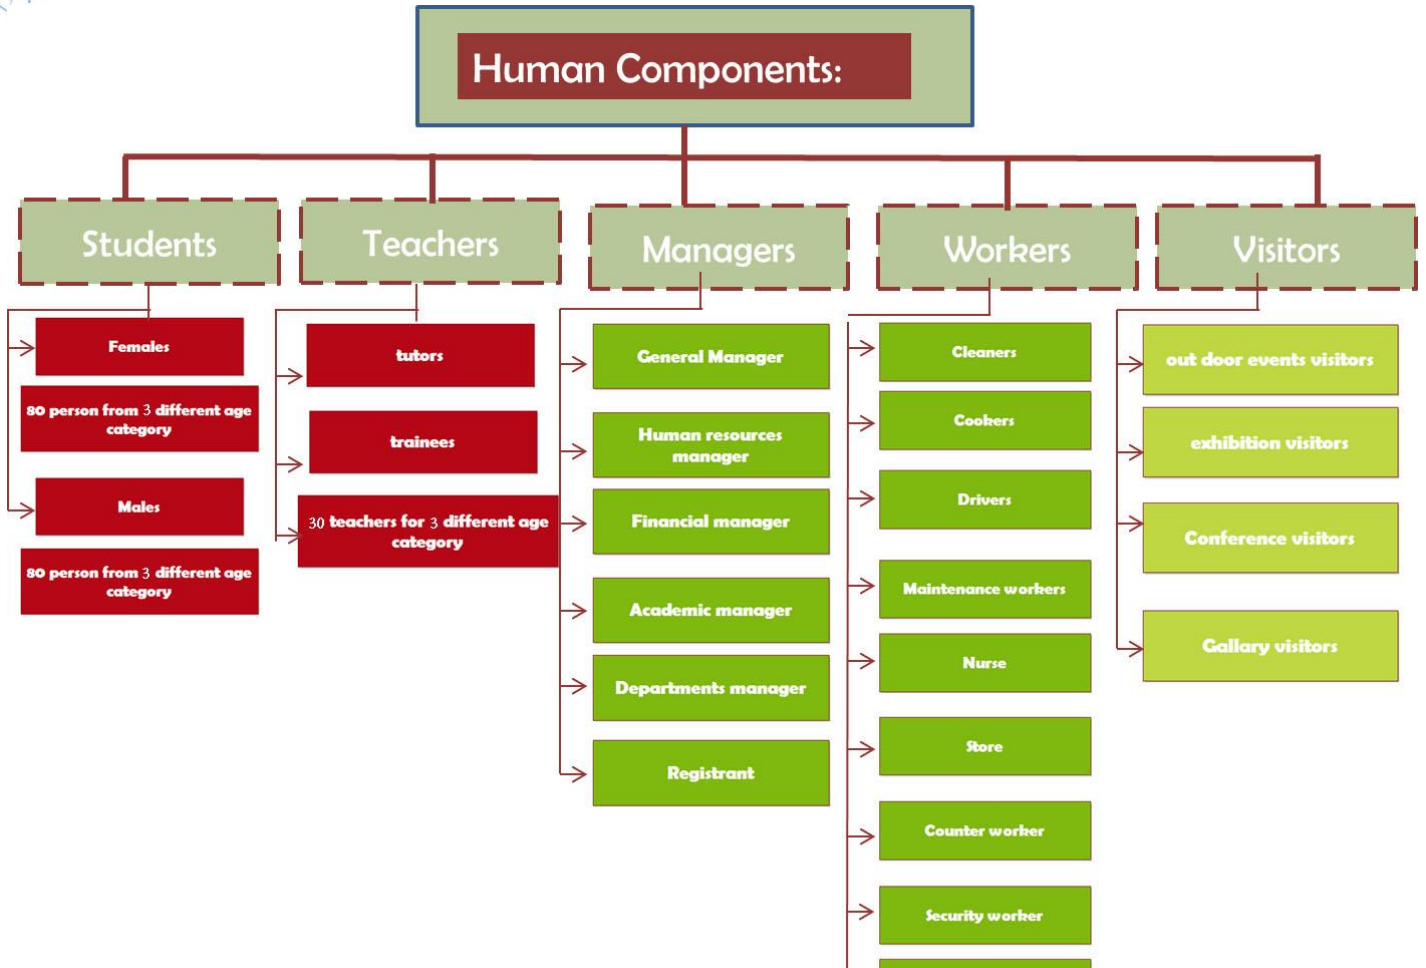 Human Components:
Students
Females
80 person from 3 different age
category
Males
80 person from 3 different age
category
Teachers
tutors
trainees
30 teachers for 3 different age
category
Managers
General Manager
Human resources
manager
Financial manager
Academic manager
Departments manager
Registrant
Workers
Cleaners
Cookers
Drivers
Maintenance workers
Nurse
Store
Counter worker
Security worker
Visitors
out door events visitors
exhibition visitors
Conference visitors
Gallary visitors